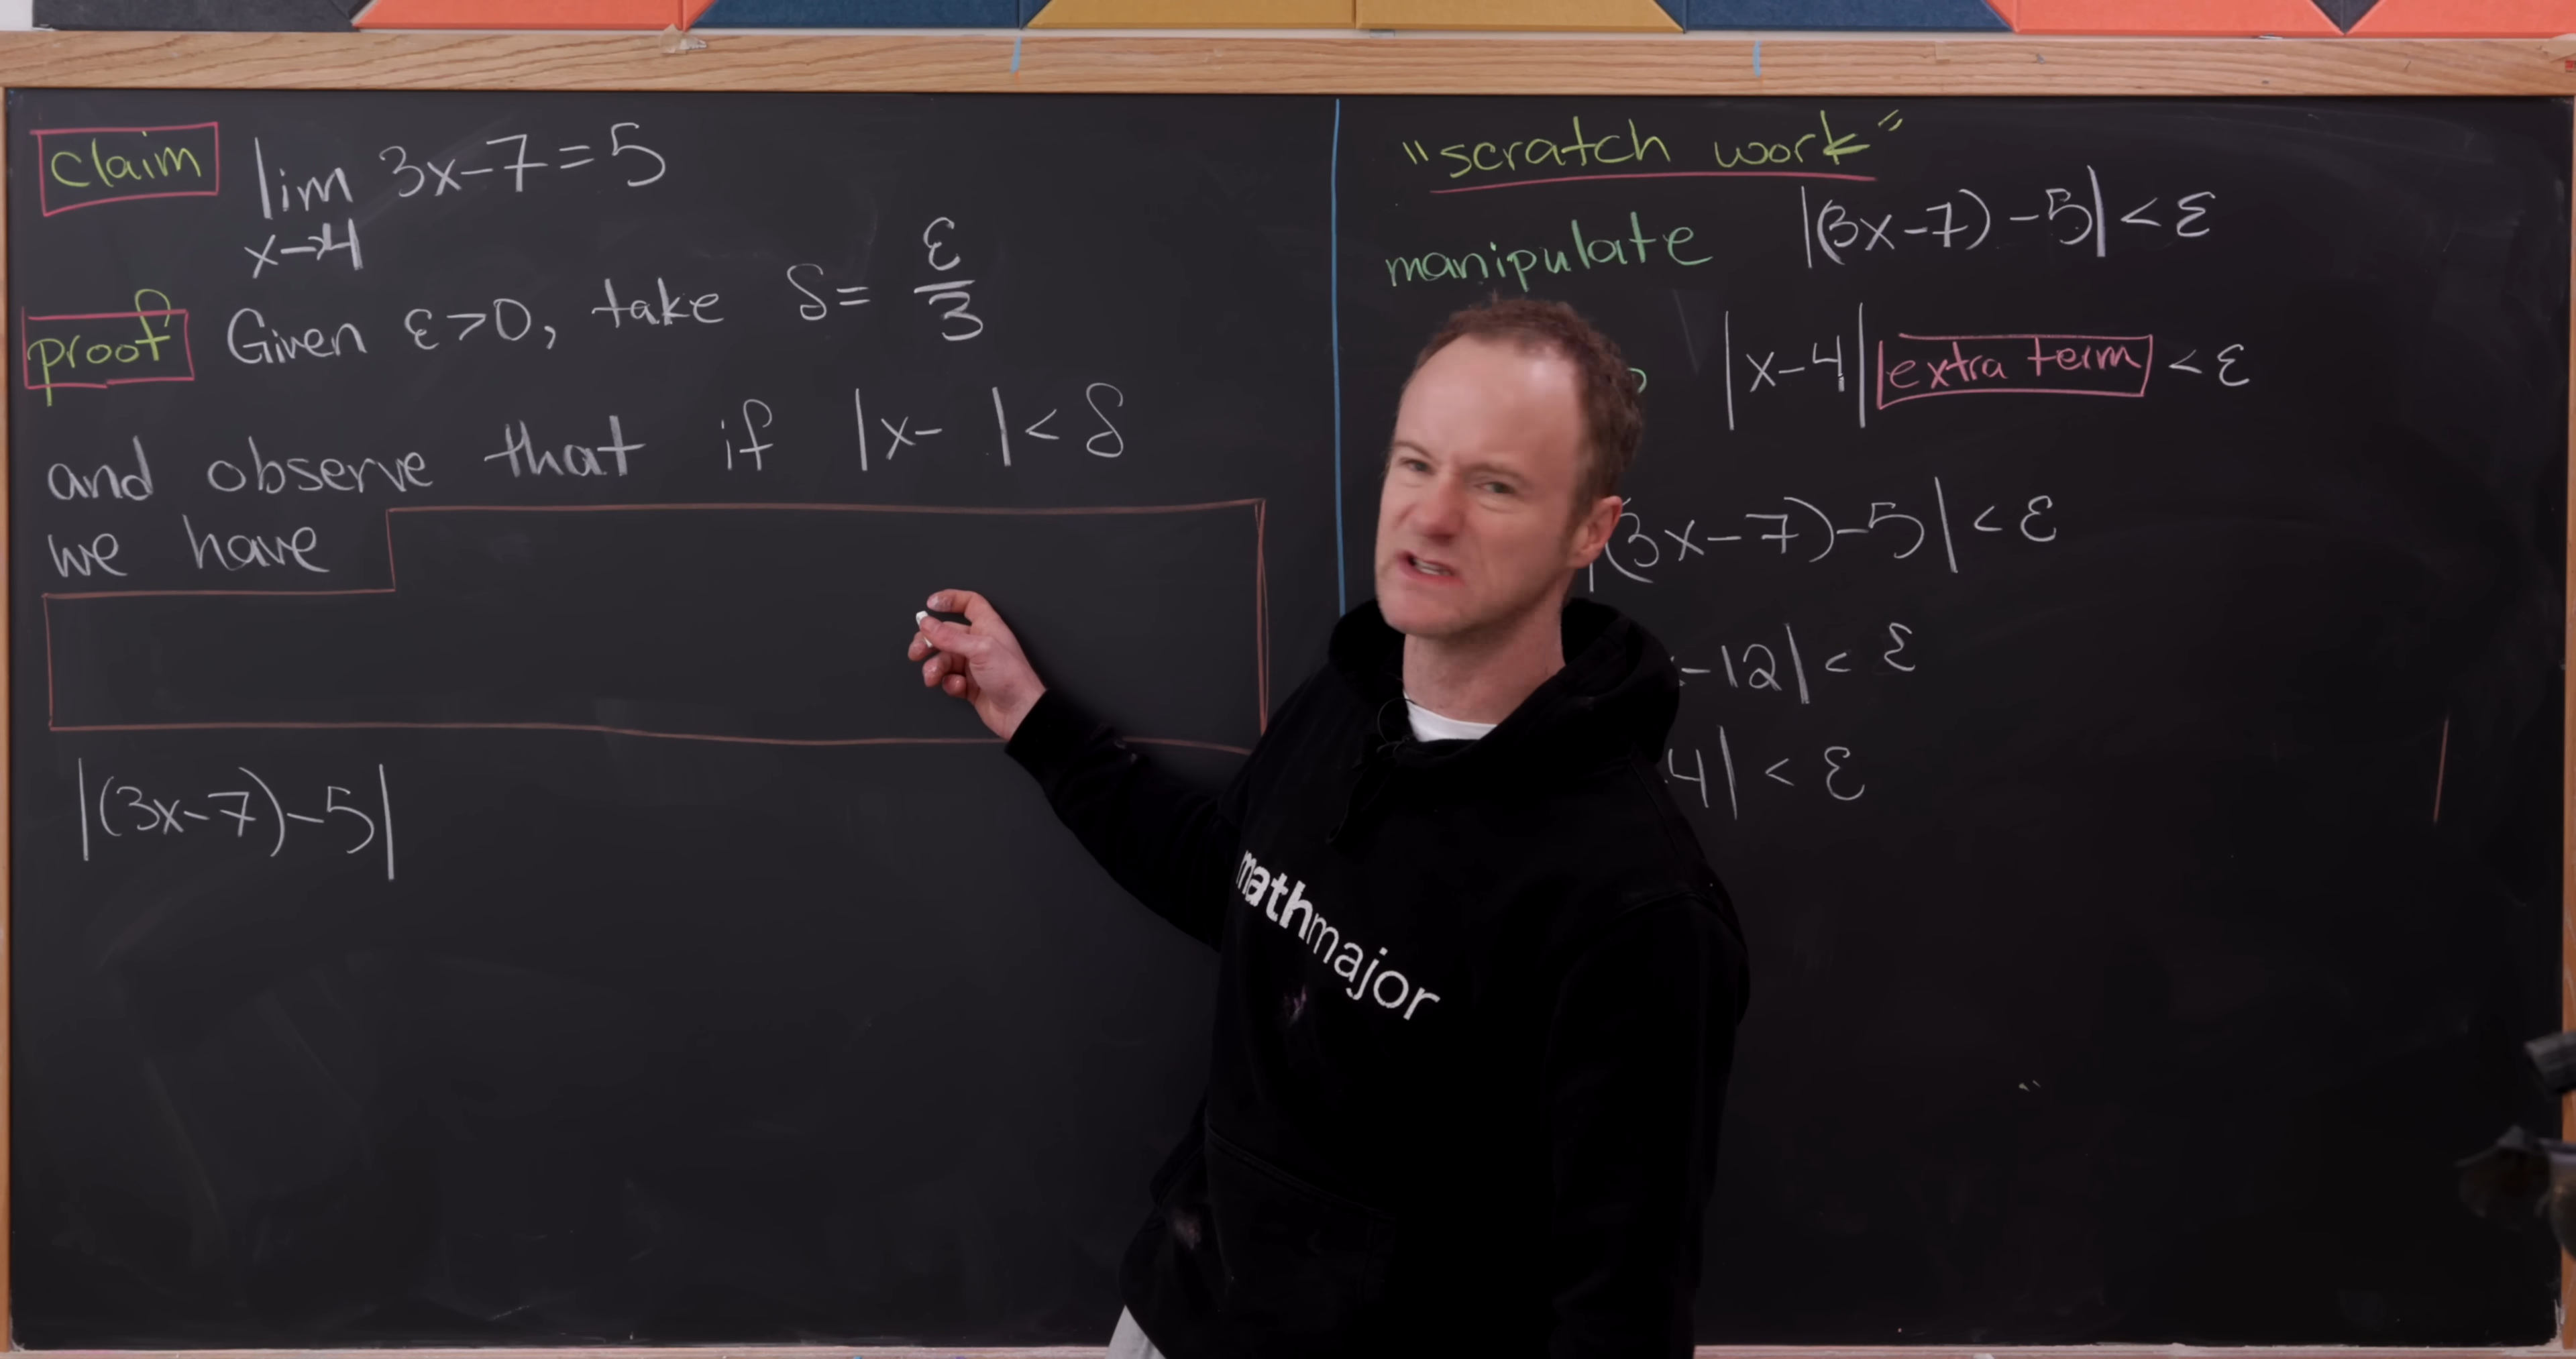 claim lim 3x-7=5
x→4
proof Given ε>0, take δ= ε/3
and observe that if |x- |<δ
we have
|(3x-7)-5|
"scratch work"
manipulate |(3x-7)-5|<ε
|x-4| extra term <ε
(3x-7)-5|<ε
-12|<ε
4|<ε
mathmajor